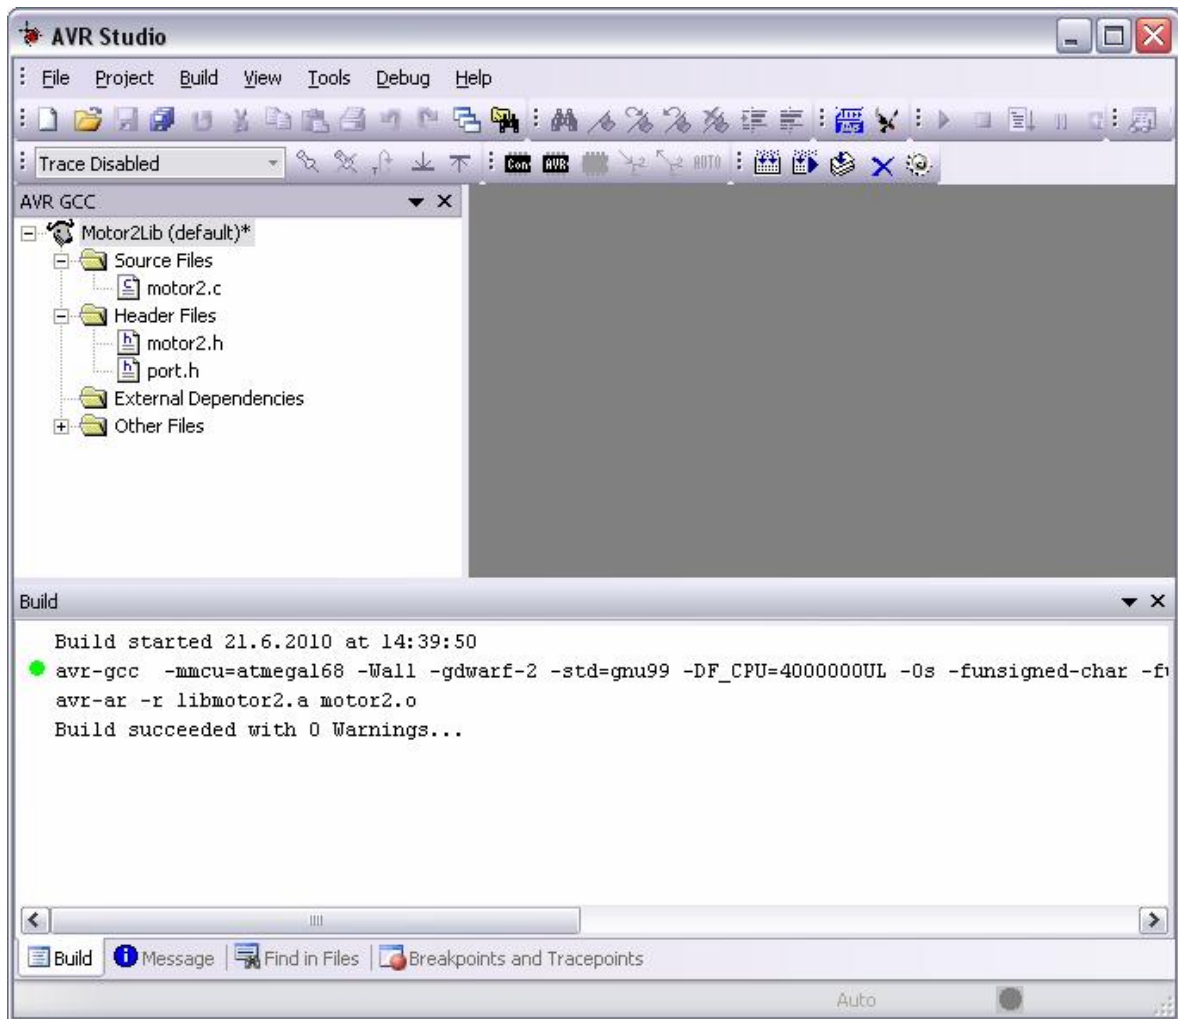 AVR Studio
File Project Build View Tools Debug Help
Trace Disabled
Con AVR AUTO
AVR GCC
Motor2Lib (default)*
Source Files
motor2.c
Header Files
motor2.h
port.h
External Dependencies
Other Files
Build
Build started 21.6.2010 at 14:39:50
avr-gcc -mmcu=atmega168 -Wall -gdwarf-2 -std=gnu99 -DF_CPU=4000000UL -Os -funsigned-char
avr-ar -r libmotor2.a motor2.o
Build succeeded with 0 Warnings...
Build Message Find in Files Breakpoints and Tracepoints
Auto